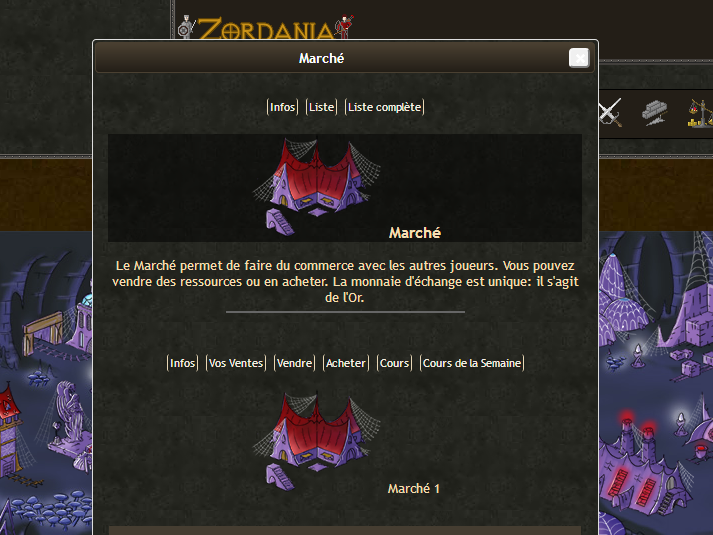 ZORDANIA
Marché
Infos Liste Liste complète
Marché
Le Marché permet de faire du commerce avec les autres joueurs. Vous pouvez
vendre des ressources ou en acheter. La monnaie d'échange est unique: il s'agit
de l'Or.
Infos Vos Ventes Vendre Acheter Cours Cours de la Semaine
Marché 1